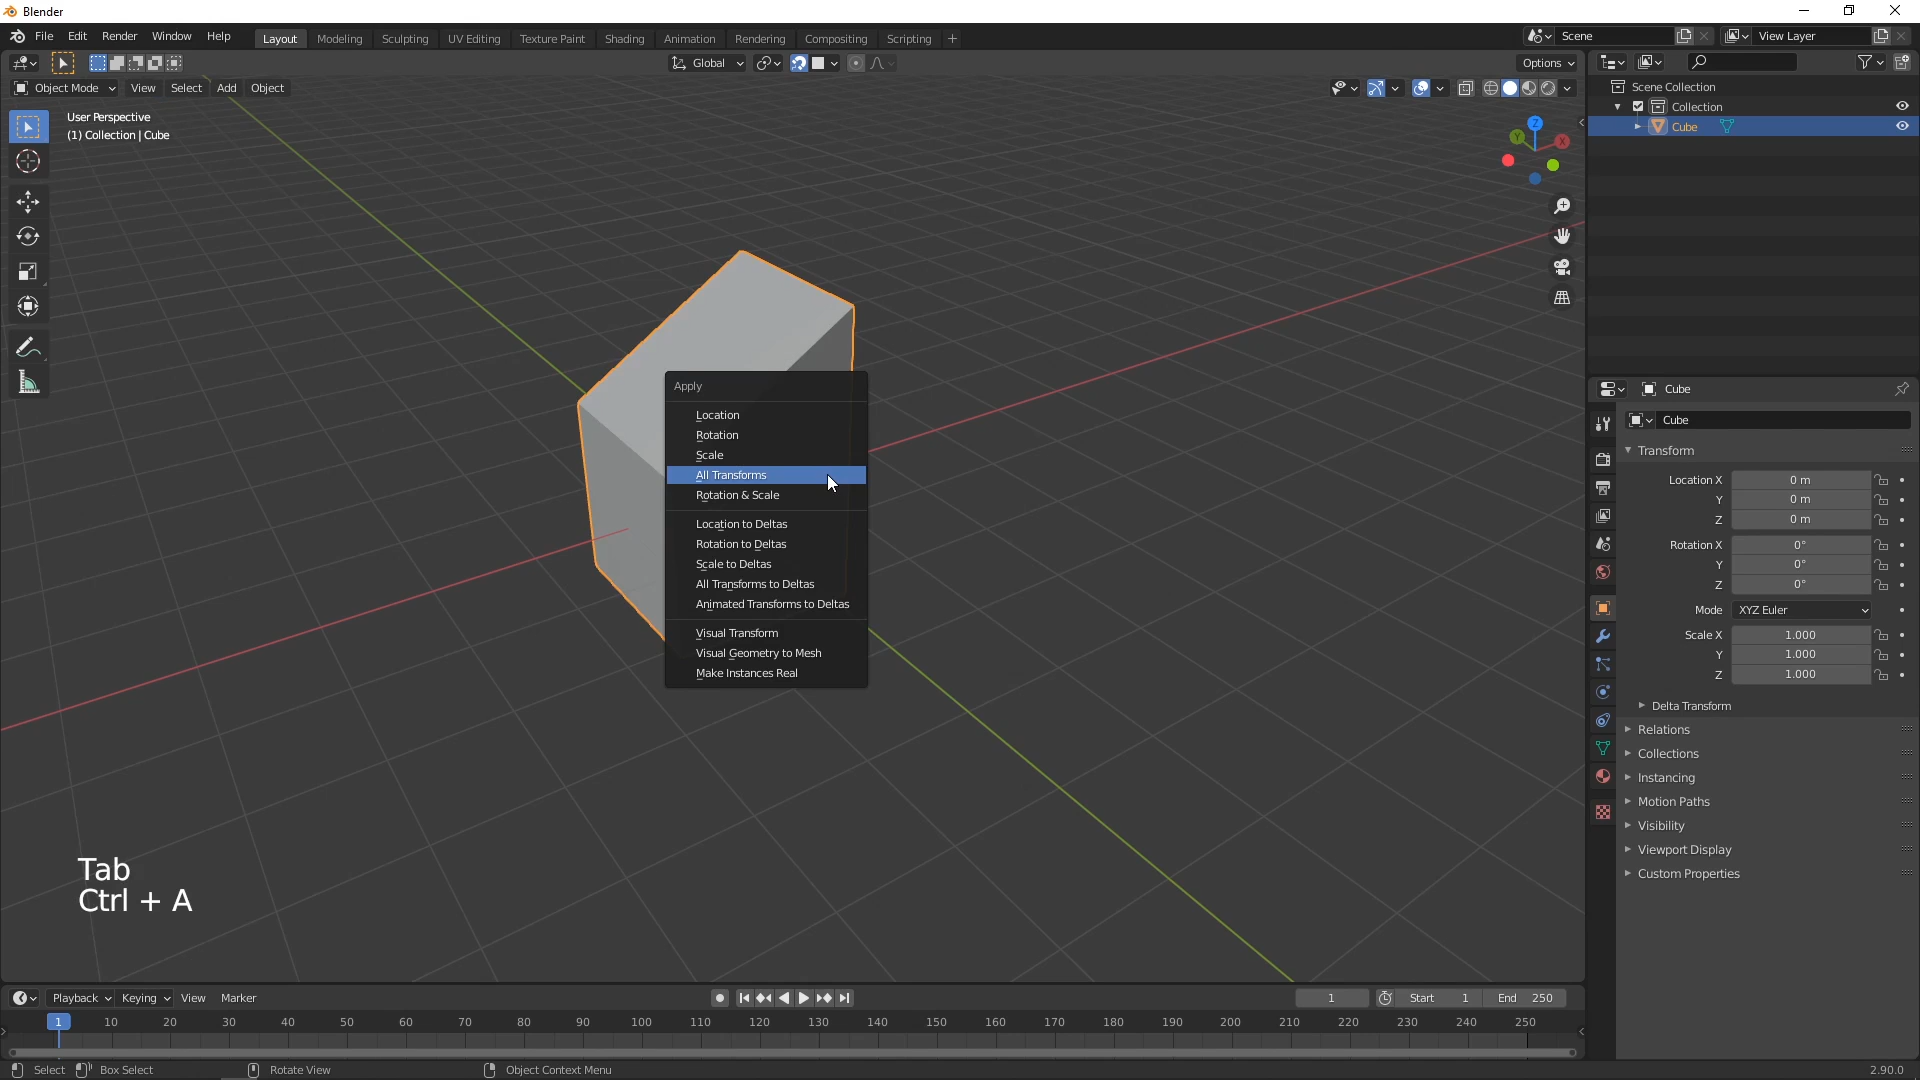 Blender
File Edit Render Window Help
Layout Modeling Sculpting UV Editing Texture Paint Shading Animation Rendering Compositing Scripting +
Scene
View Layer
Global
Options
Object Mode View Select Add Object
User Perspective
(1) Collection | Cube
Z
Y
X
Scene Collection
Collection
Cube
Apply
Location
Rotation
Scale
All Transforms
Rotation & Scale
Location to Deltas
Rotation to Deltas
Scale to Deltas
All Transforms to Deltas
Animated Transforms to Deltas
Visual Transform
Visual Geometry to Mesh
Make Instances Real
Cube
Cube
Transform
Location X 0 m
Y 0 m
Z 0 m
Rotation X 0°
Y 0°
Z 0°
Mode XYZ Euler
Scale X 1.000
Y 1.000
Z 1.000
Delta Transform
Relations
Collections
Instancing
Motion Paths
Visibility
Viewport Display
Custom Properties
Tab
Ctrl + A
Playback Keying View Marker
1 Start 1 End 250
1 10 20 30 40 50 60 70 80 90 100 110 120 130 140 150 160 170 180 190 200 210 220 230 240 250
Select Box Select Rotate View Object Context Menu 2.90.0